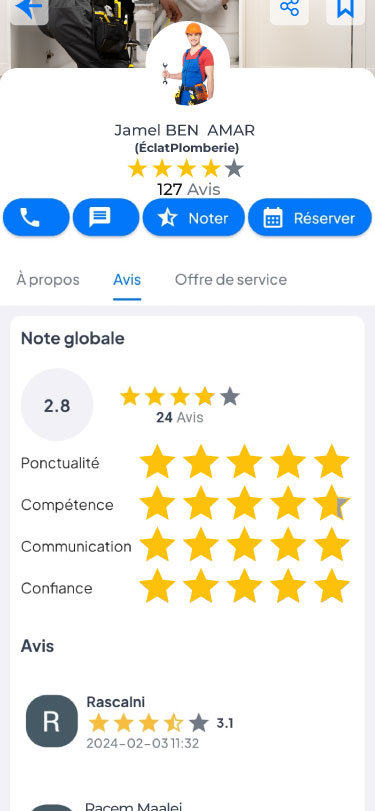 Jamel BEN AMAR
(ÉclatPlomberie)
127 Avis
Noter
Réserver
À propos
Avis
Offre de service
Note globale
2.8
24 Avis
Ponctualité
Compétence
Communication
Confiance
Avis
R
Rascalni
3.1
2024-02-03 11:32
Racem Maalej